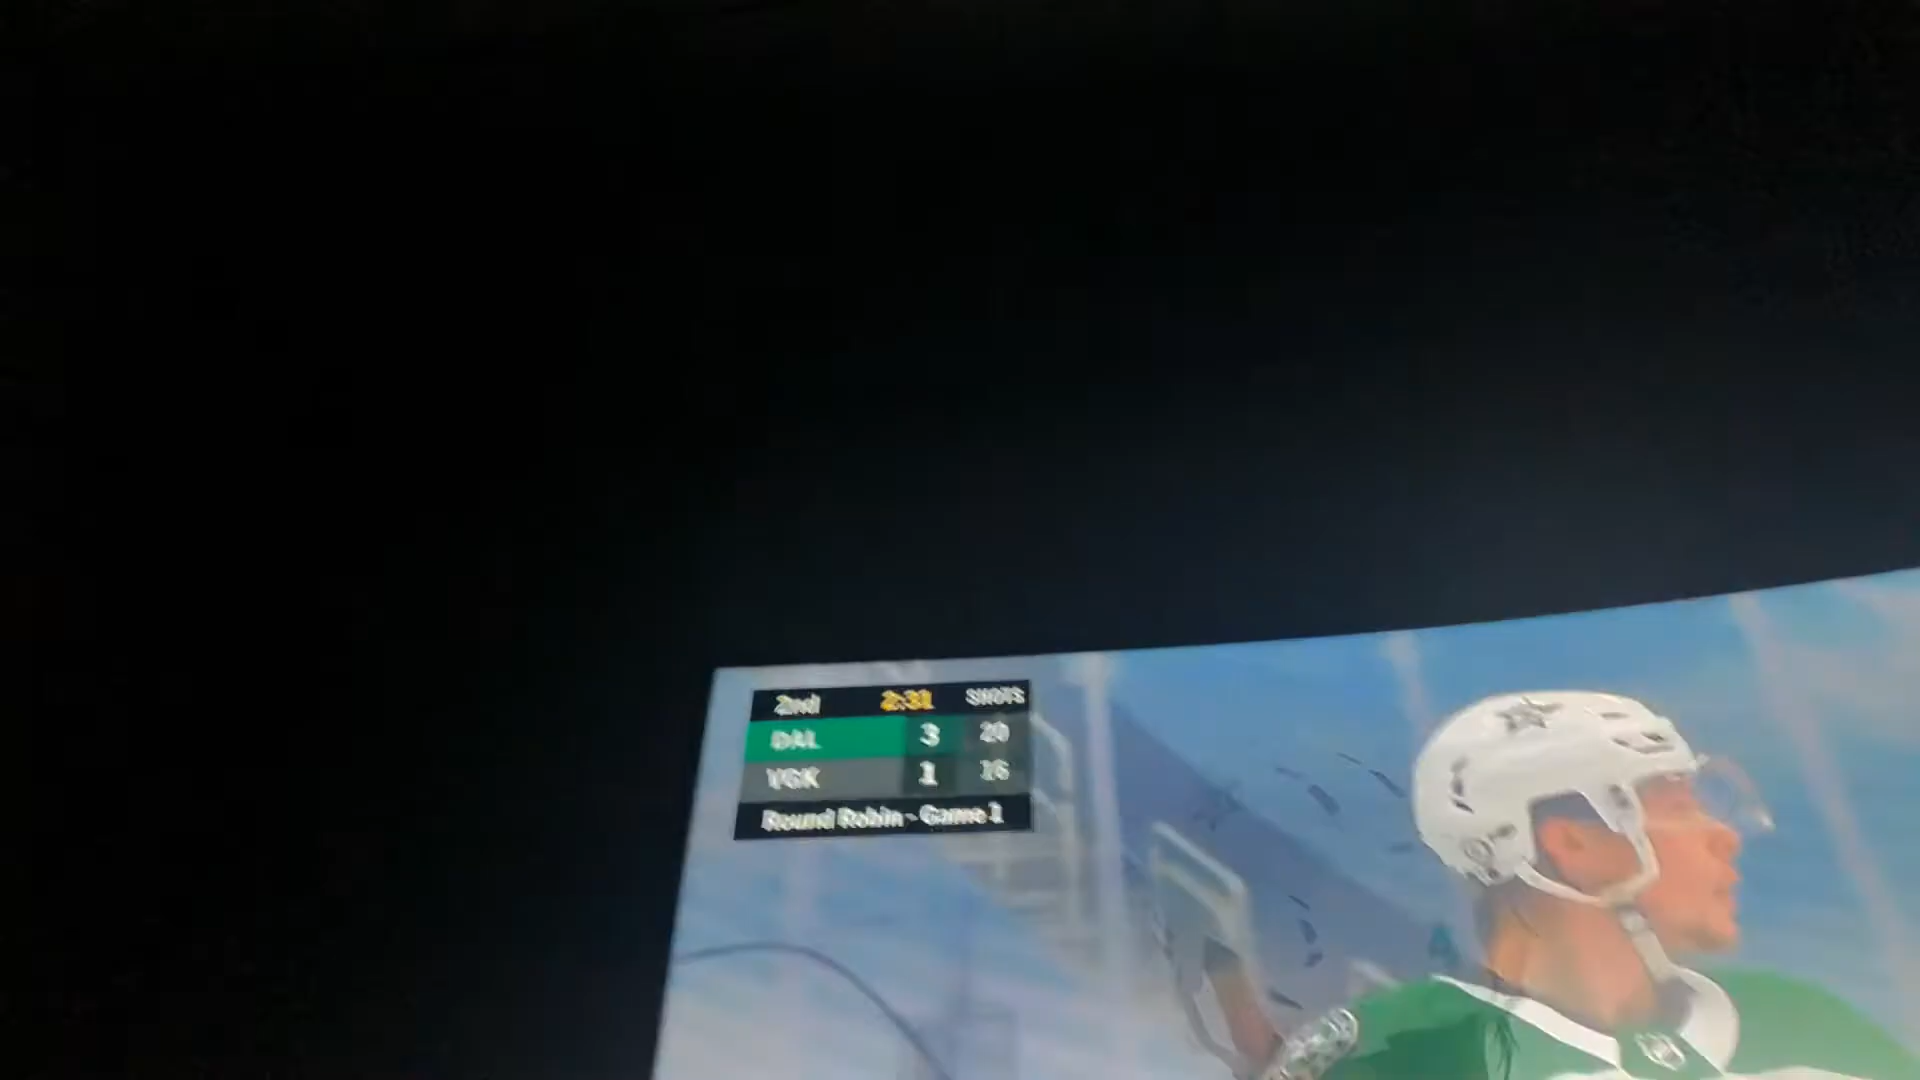 2nd 2:31 SHOTS
DAL 3 20
VGK 1 16
Round Robin - Game 1